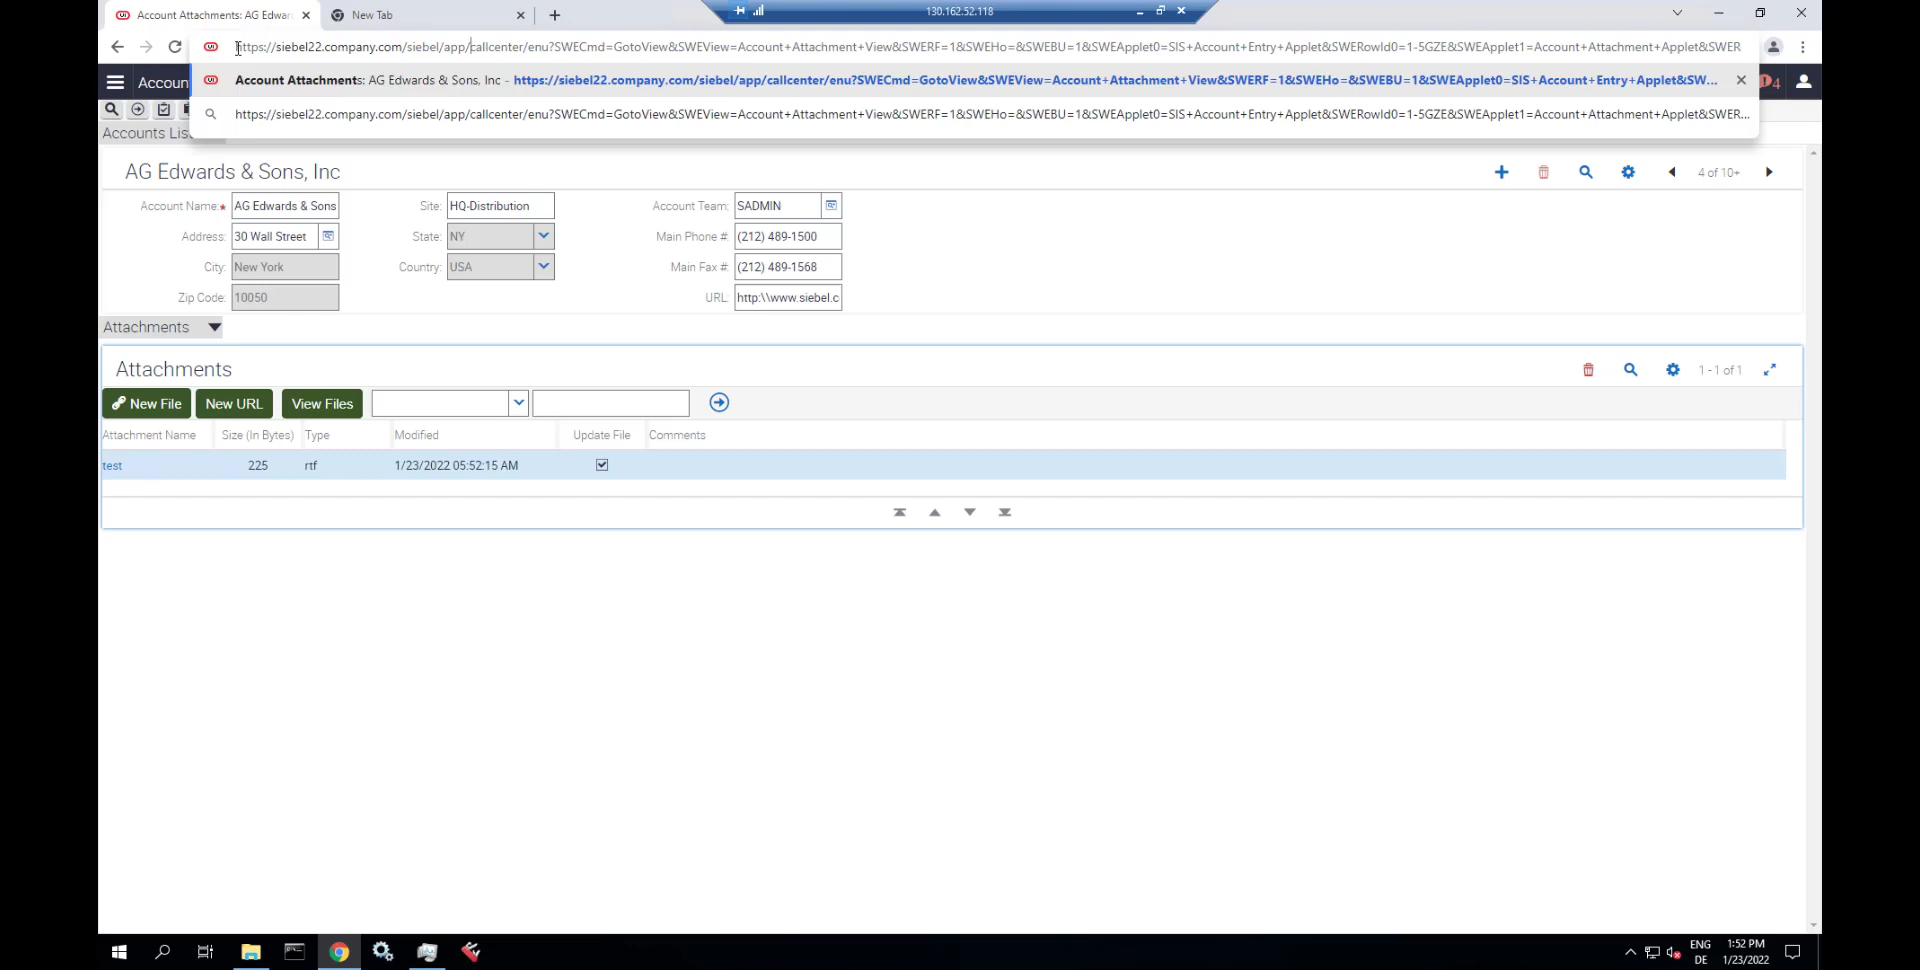 Account Attachments: AG Edwar
New Tab
130.162.52.118
https://siebel22.company.com/siebel/app/callcenter/enu?SWECmd=GotoView&SWEView=Account+Attachment+View&SWERF=1&SWEHo=&SWEBU=1&SWEApplet0=SIS+Account+Entry+Applet&SWERowId0=1-5GZE&SWEApplet1=Account+Attachment+Applet&SWER
Account Attachments: AG Edwards & Sons, Inc - https://siebel22.company.com/siebel/app/callcenter/enu?SWECmd=GotoView&SWEView=Account+Attachment+View&SWERF=1&SWEHo=&SWEBU=1&SWEApplet0=SIS+Account+Entry+Applet&SW...
Accoun
4
https://siebel22.company.com/siebel/app/callcenter/enu?SWECmd=GotoView&SWEView=Account+Attachment+View&SWERF=1&SWEHo=&SWEBU=1&SWEApplet0=SIS+Account+Entry+Applet&SWERowId0=1-5GZE&SWEApplet1=Account+Attachment+Applet&SWER...
Accounts Lis
AG Edwards & Sons, Inc
4 of 10+
Account Name:* AG Edwards & Sons Site: HQ-Distribution Account Team: SADMIN
Address: 30 Wall Street State: NY Main Phone #: (212) 489-1500
City: New York Country: USA Main Fax #: (212) 489-1568
Zip Code: 10050 URL: http:\\www.siebel.c
Attachments
Attachments
1 - 1 of 1
New File New URL View Files
Attachment Name Size (In Bytes) Type Modified Update File Comments
test 225 rtf 1/23/2022 05:52:15 AM
ENG 1:52 PM
DE 1/23/2022